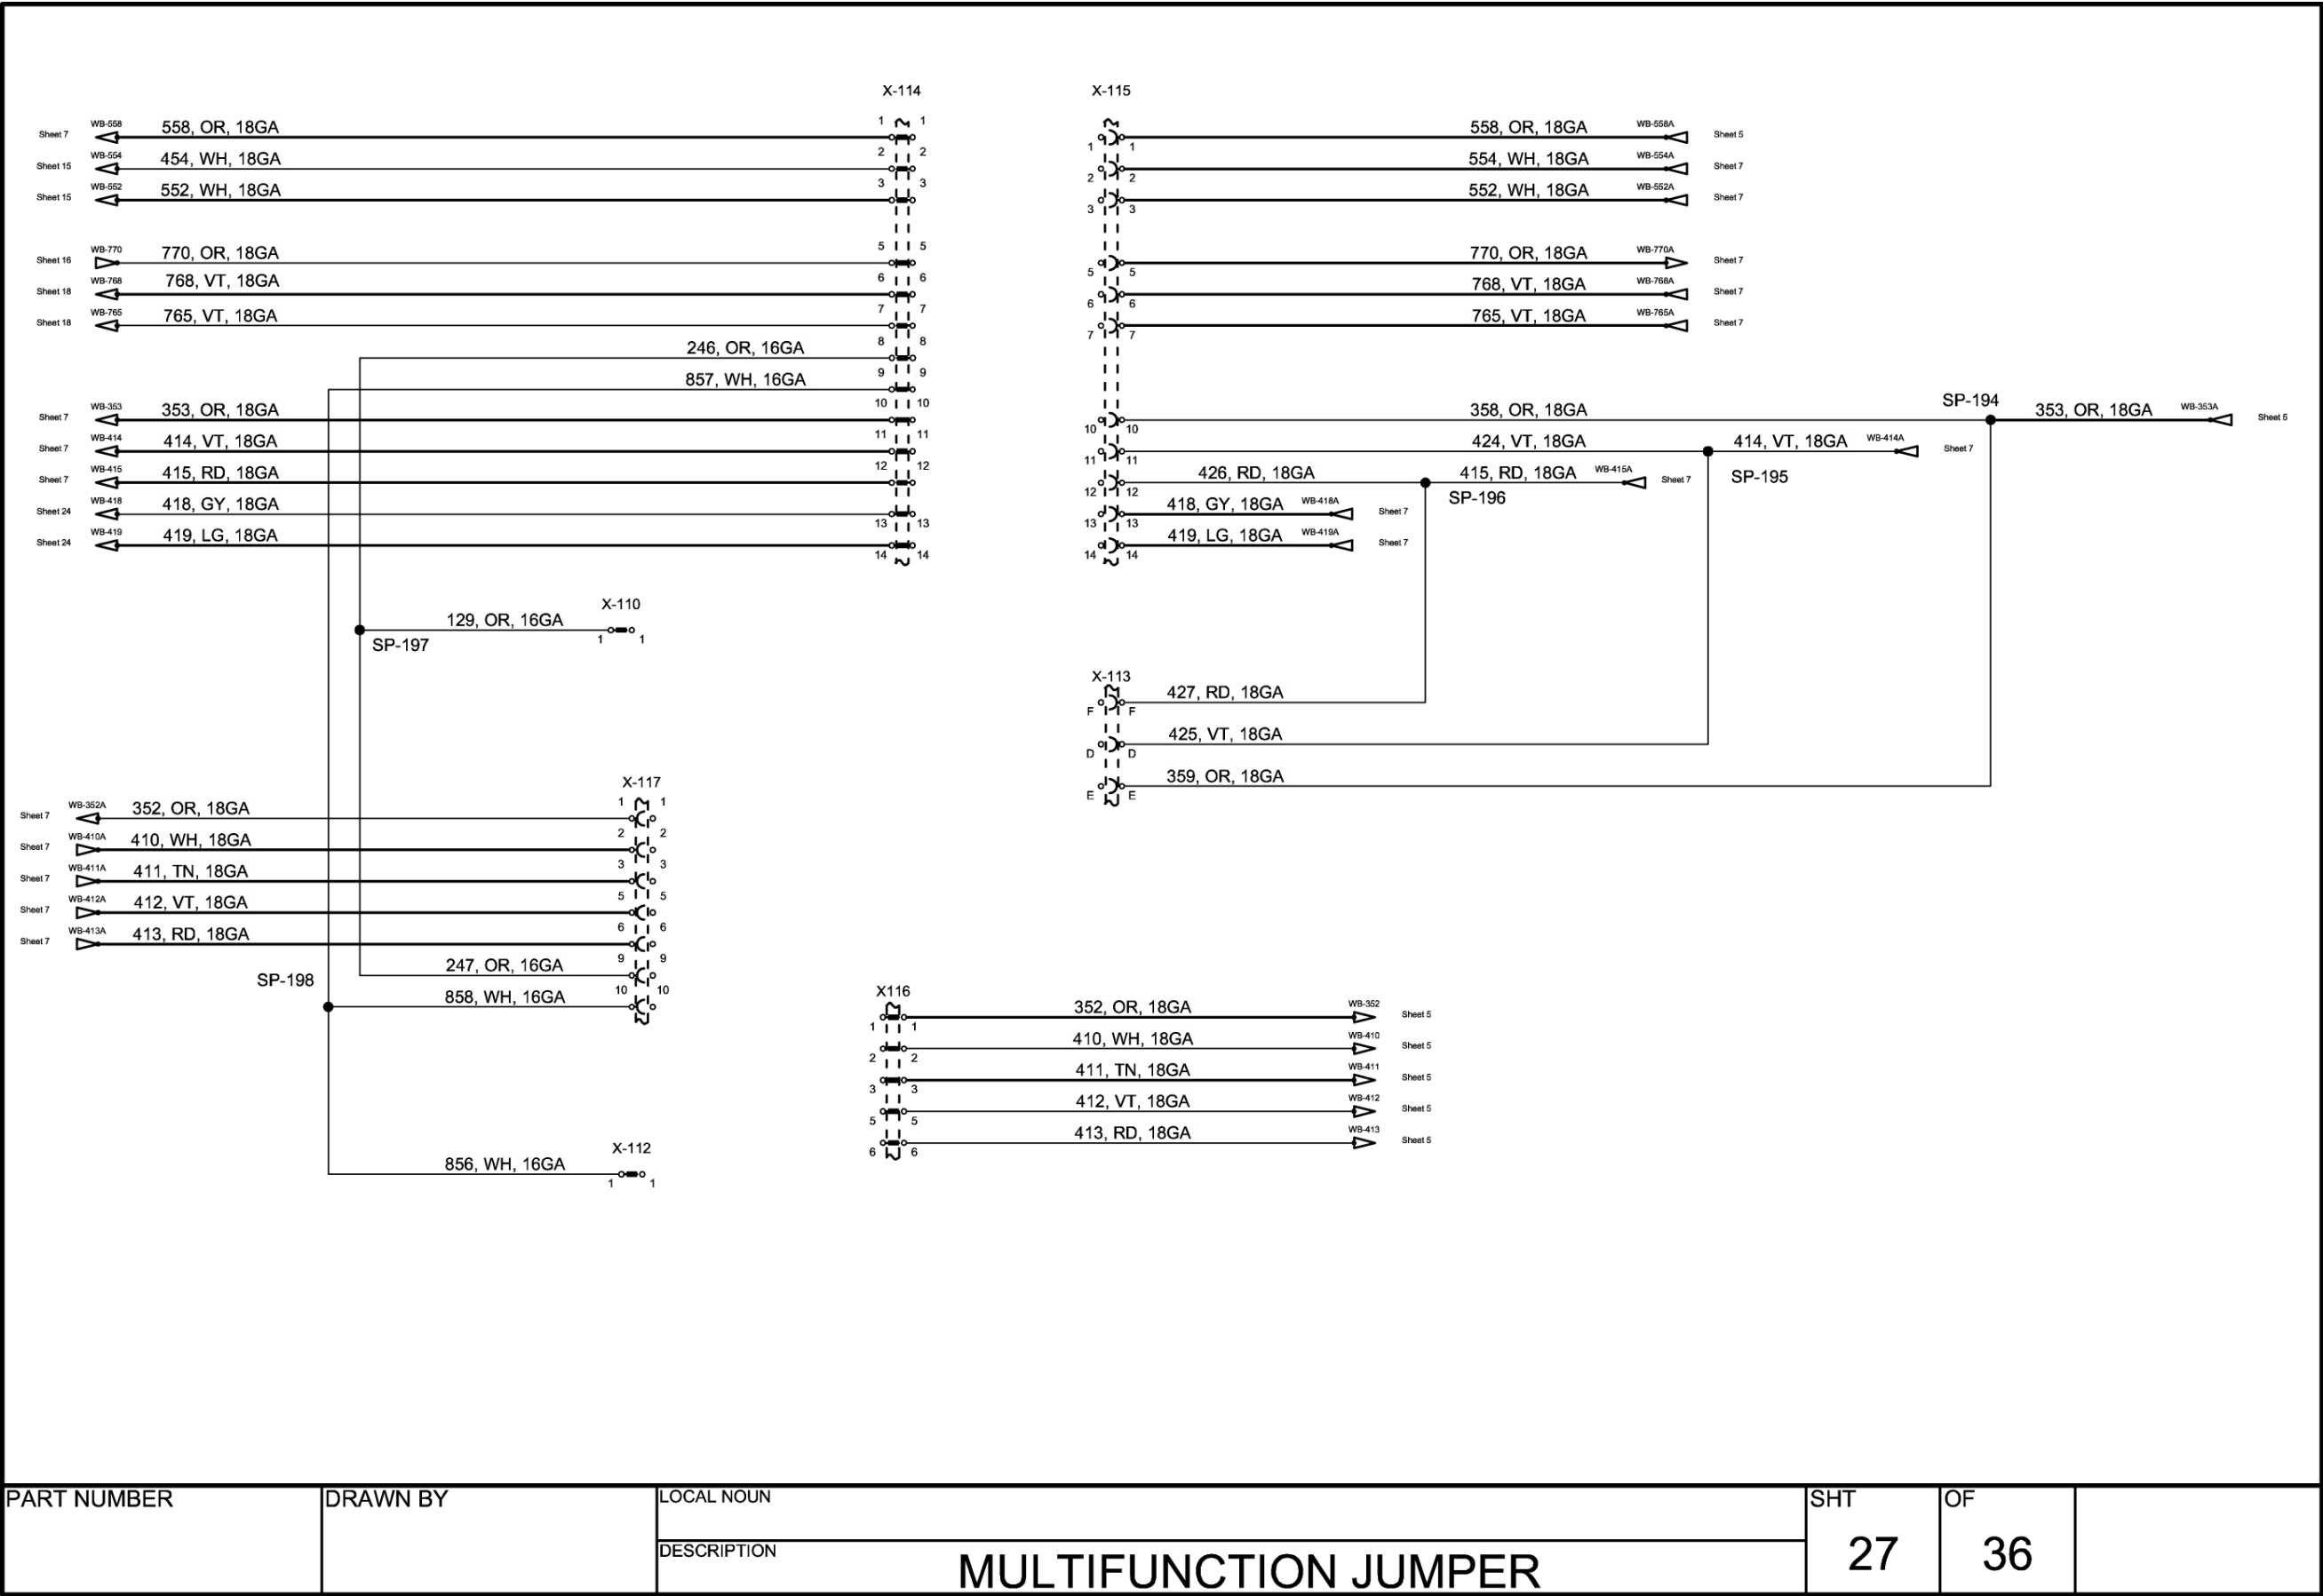 X-114
X-115
1 1
Sheet 7 WB-558 558, OR, 18GA
558, OR, 18GA WB-558A Sheet 5
1 1
2 2
Sheet 15 WB-554 454, WH, 18GA
554, WH, 18GA WB-554A Sheet 7
2 2
3 3
Sheet 15 WB-552 552, WH, 18GA
552, WH, 18GA WB-552A Sheet 7
3 3
5 5
Sheet 16 WB-770 770, OR, 18GA
770, OR, 18GA WB-770A Sheet 7
5 5
6 6
Sheet 18 WB-768 768, VT, 18GA
768, VT, 18GA WB-768A Sheet 7
6 6
7 7
Sheet 18 WB-765 765, VT, 18GA
765, VT, 18GA WB-765A Sheet 7
7 7
246, OR, 16GA 8 8
857, WH, 16GA 9 9
10 10
Sheet 7 WB-353 353, OR, 18GA
358, OR, 18GA SP-194 353, OR, 18GA WB-353A Sheet 5
10 10
11 11
Sheet 7 WB-414 414, VT, 18GA
424, VT, 18GA 414, VT, 18GA WB-414A Sheet 7
11 11
SP-195
12 12
Sheet 7 WB-415 415, RD, 18GA
426, RD, 18GA 415, RD, 18GA WB-415A Sheet 7
12 12
SP-196
Sheet 24 WB-418 418, GY, 18GA
13 13
418, GY, 18GA WB-418A Sheet 7
13 13
Sheet 24 WB-419 419, LG, 18GA
14 14
419, LG, 18GA WB-419A Sheet 7
14 14
X-110
129, OR, 16GA
1 1
SP-197
X-113
427, RD, 18GA
F F
425, VT, 18GA
D D
359, OR, 18GA
E E
X-117
Sheet 7 WB-352A 352, OR, 18GA 1 1
Sheet 7 WB-410A 410, WH, 18GA 2 2
Sheet 7 WB-411A 411, TN, 18GA 3 3
Sheet 7 WB-412A 412, VT, 18GA 5 5
Sheet 7 WB-413A 413, RD, 18GA 6 6
247, OR, 16GA 9 9
SP-198
858, WH, 16GA 10 10
X116
352, OR, 18GA WB-352 Sheet 5
1 1
410, WH, 18GA WB-410 Sheet 5
2 2
411, TN, 18GA WB-411 Sheet 5
3 3
412, VT, 18GA WB-412 Sheet 5
5 5
413, RD, 18GA WB-413 Sheet 5
6 6
X-112
856, WH, 16GA
1 1
PART NUMBER
DRAWN BY
LOCAL NOUN
DESCRIPTION
MULTIFUNCTION JUMPER
SHT
27
OF
36